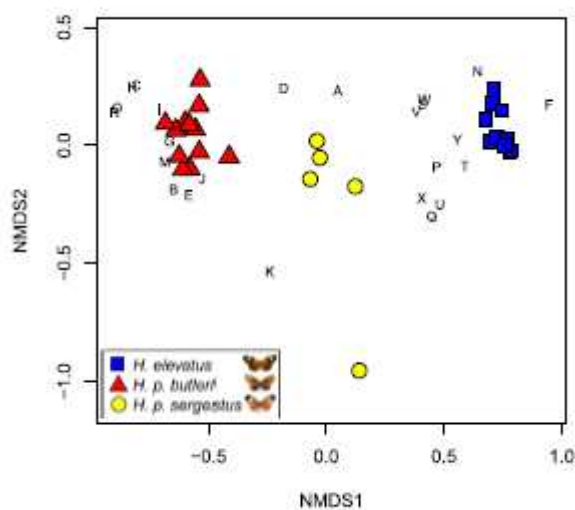 0.5
0.0
−0.5
−1.0
NMDS2
N
C
D
A
W
F
I
V
G
Y
M
P
T
J
B
E
X
U
Q
K
H. elevatus
H. p. butleri
H. p. sergestus
−0.5
0.0
0.5
1.0
NMDS1